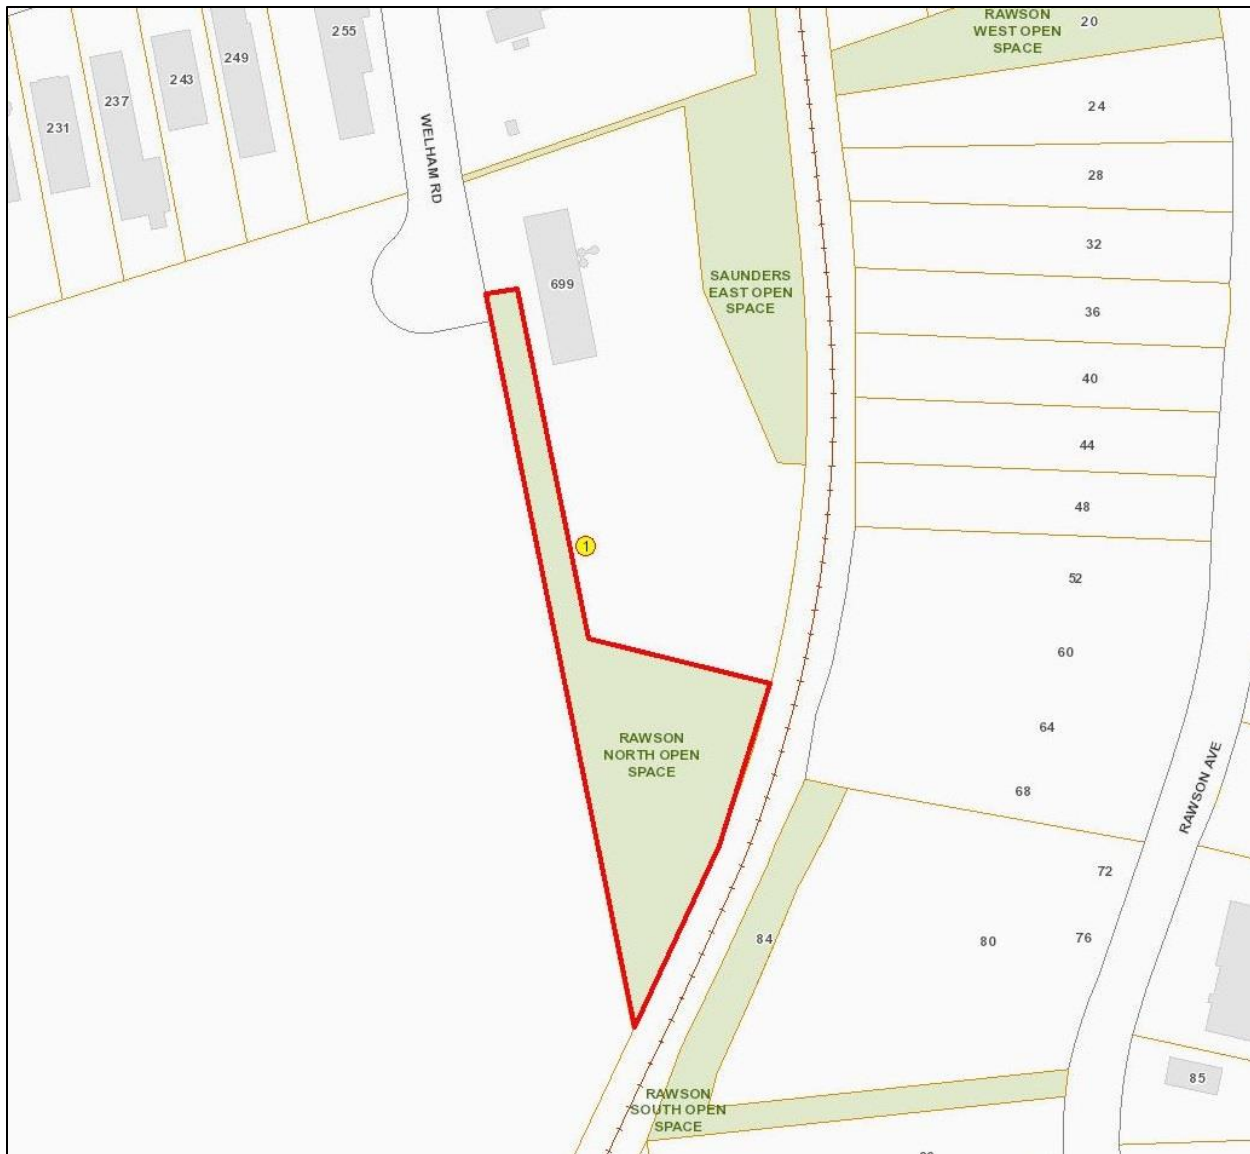 RAWSON
WEST OPEN
SPACE
20
255
249
243
237
231
24
WELHAM RD
28
32
699
SAUNDERS
EAST OPEN
SPACE
36
40
44
48
1
52
60
RAWSON
NORTH OPEN
SPACE
64
68
RAWSON AVE
72
84
80
76
85
RAWSON
SOUTH OPEN
SPACE